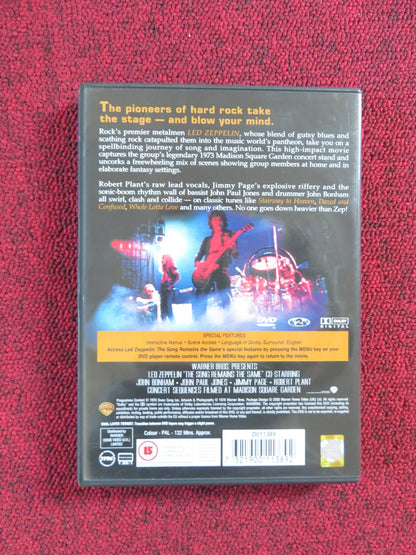 The pioneers of hard rock take
the stage — and blow your mind.
Rock's premier metalmen LED ZEPPELIN, whose blend of gutsy blues and
scathing rock catapulted them into the music world's pantheon, take you on a
spellbinding journey of song and imagination. This high-impact movie
captures the group's legendary 1973 Madison Square Garden concert stand and
uncorks a freewheeling mix of scenes showing group members at home and in
elaborate fantasy settings.
Robert Plant's raw lead vocals, Jimmy Page's explosive riffery and the
sonic-boom rhythm wall of bassist John Paul Jones and drummer John Bonham
all swirl, clash and collide — on classic tunes like Stairway to Heaven, Dazed and
Confused, Whole Lotta Love and many others. No one goes down heavier than Zep!
DVD
VIDEO
2
DOLBY
DIGITAL
SPECIAL FEATURES
Interactive Menus • Scene Access • Language in Dolby Surround: English
Access Led Zeppelin: The Song Remains the Same's special features by pressing the MENU key on your
DVD player remote control. Press the MENU key again to return to the movie.
WARNER BROS. PRESENTS
LED ZEPPELIN "THE SONG REMAINS THE SAME" CO-STARRING
JOHN BONHAM • JOHN PAUL JONES • JIMMY PAGE • ROBERT PLANT
CONCERT SEQUENCES FILMED AT MADISON SQUARE GARDEN
Colour - PAL - 132 Mins. Approx.
15
D011389